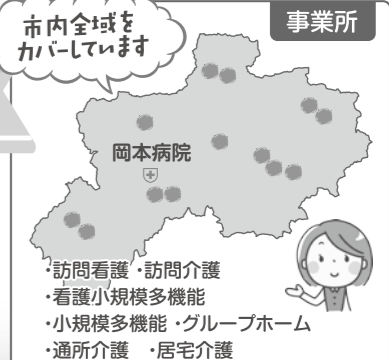 市内全域を
カバーしています
事業所
岡本病院
・訪問看護 ・訪問介護
・看護小規模多機能
・小規模多機能 ・グループホーム
・通所介護 ・居宅介護